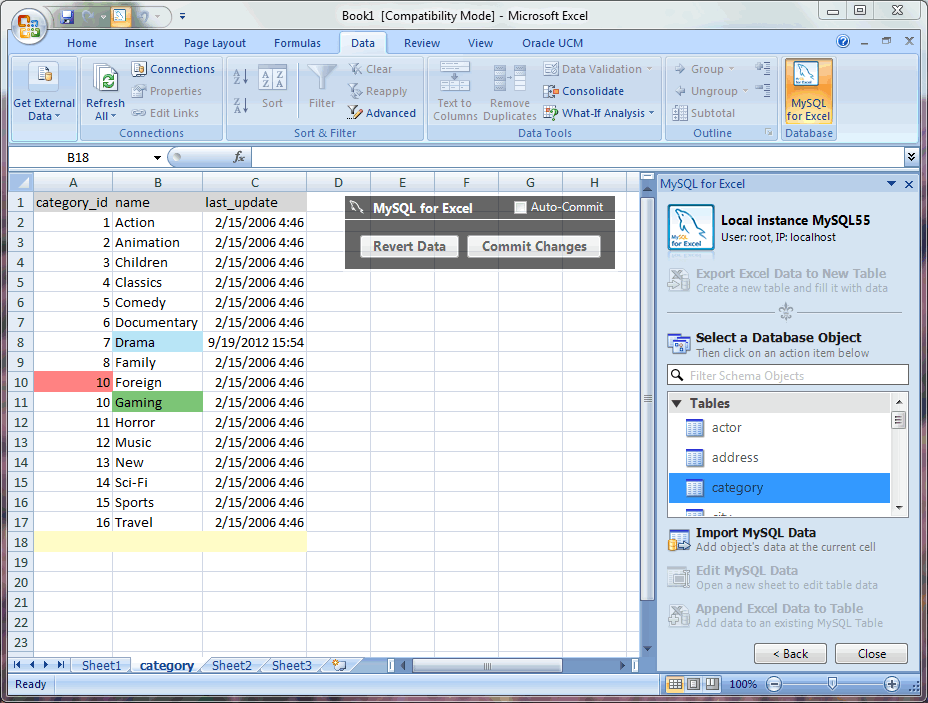 Book1 [Compatibility Mode] - Microsoft Excel
Home Insert Page Layout Formulas Data Review View Oracle UCM
Get External Data
Refresh All
Connections
Properties
Edit Links
Connections
Sort
Filter
Clear
Reapply
Advanced
Sort & Filter
Text to Columns
Remove Duplicates
Data Validation
Consolidate
What-If Analysis
Data Tools
Group
Ungroup
Subtotal
Outline
MySQL for Excel
Database
B18 fx
A B C D E F G H
1 category_id name last_update
2 1 Action 2/15/2006 4:46
3 2 Animation 2/15/2006 4:46
4 3 Children 2/15/2006 4:46
5 4 Classics 2/15/2006 4:46
6 5 Comedy 2/15/2006 4:46
7 6 Documentary 2/15/2006 4:46
8 7 Drama 9/19/2012 15:54
9 8 Family 2/15/2006 4:46
10 10 Foreign 2/15/2006 4:46
11 10 Gaming 2/15/2006 4:46
12 11 Horror 2/15/2006 4:46
13 12 Music 2/15/2006 4:46
14 13 New 2/15/2006 4:46
15 14 Sci-Fi 2/15/2006 4:46
16 15 Sports 2/15/2006 4:46
17 16 Travel 2/15/2006 4:46
18
19
20
21
22
23
MySQL for Excel Auto-Commit
Revert Data Commit Changes
MySQL for Excel
MySQL for Excel
Local instance MySQL55
User: root, IP: localhost
Export Excel Data to New Table
Create a new table and fill it with data
Select a Database Object
Then click on an action item below
Filter Schema Objects
Tables
actor
address
category
Import MySQL Data
Add object's data at the current cell
Edit MySQL Data
Open a new sheet to edit table data
Append Excel Data to Table
Add data to an existing MySQL Table
< Back Close
Sheet1 category Sheet2 Sheet3
Ready 100%